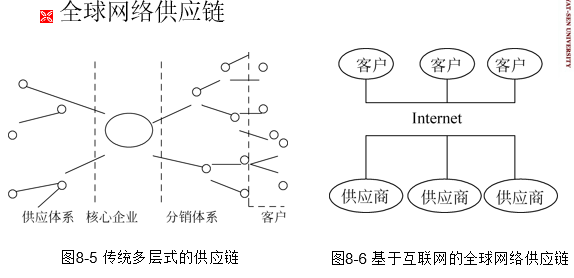 全球网络供应链
ZAT-SEN UNIVERSITY
客户 客户 客户
Internet
供应商 供应商 供应商
供应体系 核心企业 分销体系 客户
图8-5 传统多层式的供应链
图8-6 基于互联网的全球网络供应链